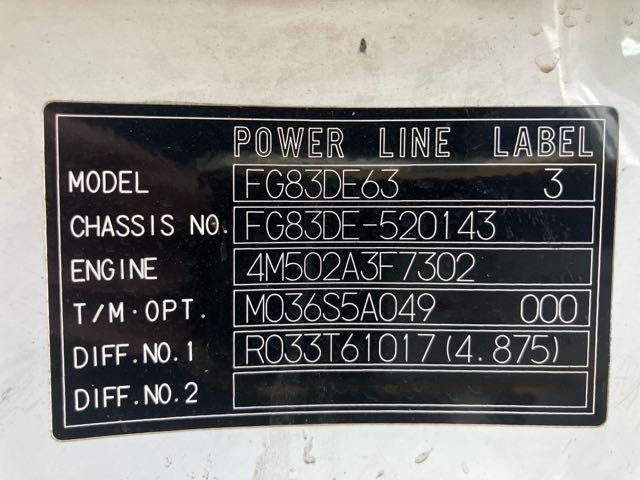 POWER LINE LABEL
MODEL FG83DE63 3
CHASSIS NO. FG83DE-520143
ENGINE 4M502A3F7302
T/M·OPT. M036S5A049 000
DIFF.NO.1 R033T61017(4.875)
DIFF.NO.2